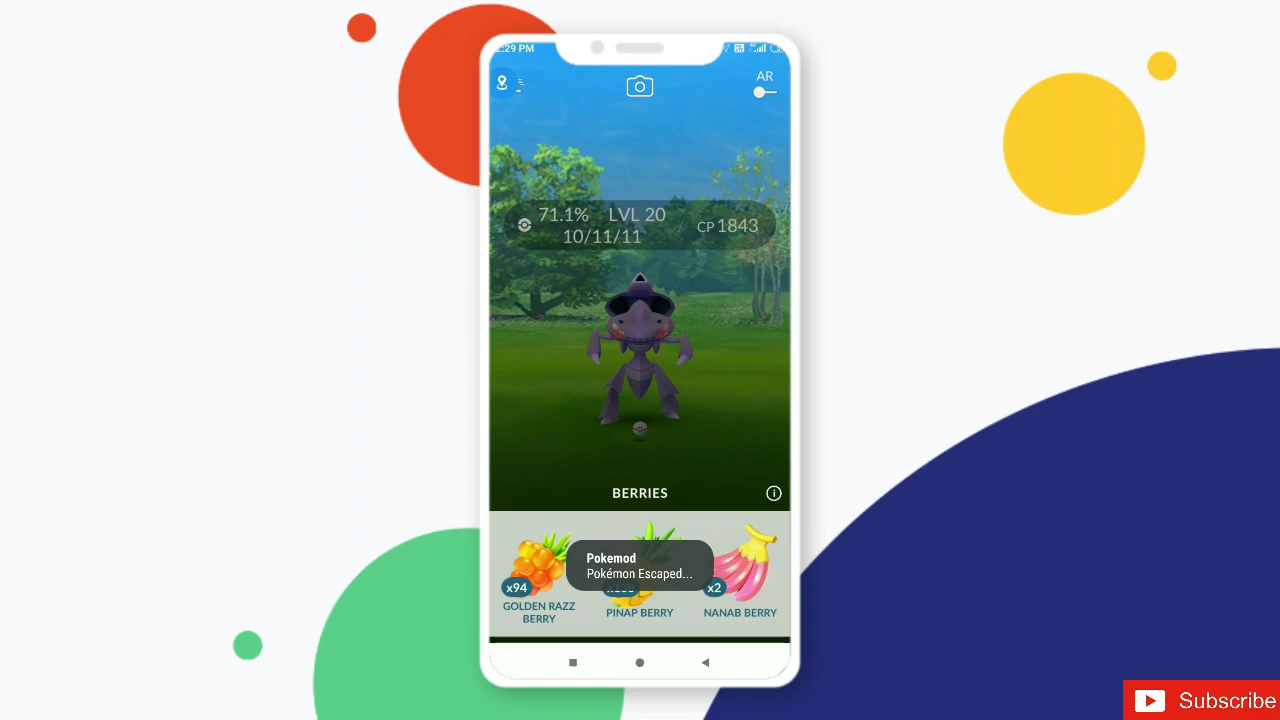 :29 PM
AR
71.1% LVL 20
10/11/11 / CP 1843
BERRIES
Pokemod
Pokémon Escaped...
x94
x2
GOLDEN RAZZ
BERRY
PINAP BERRY
NANAB BERRY
Subscribe